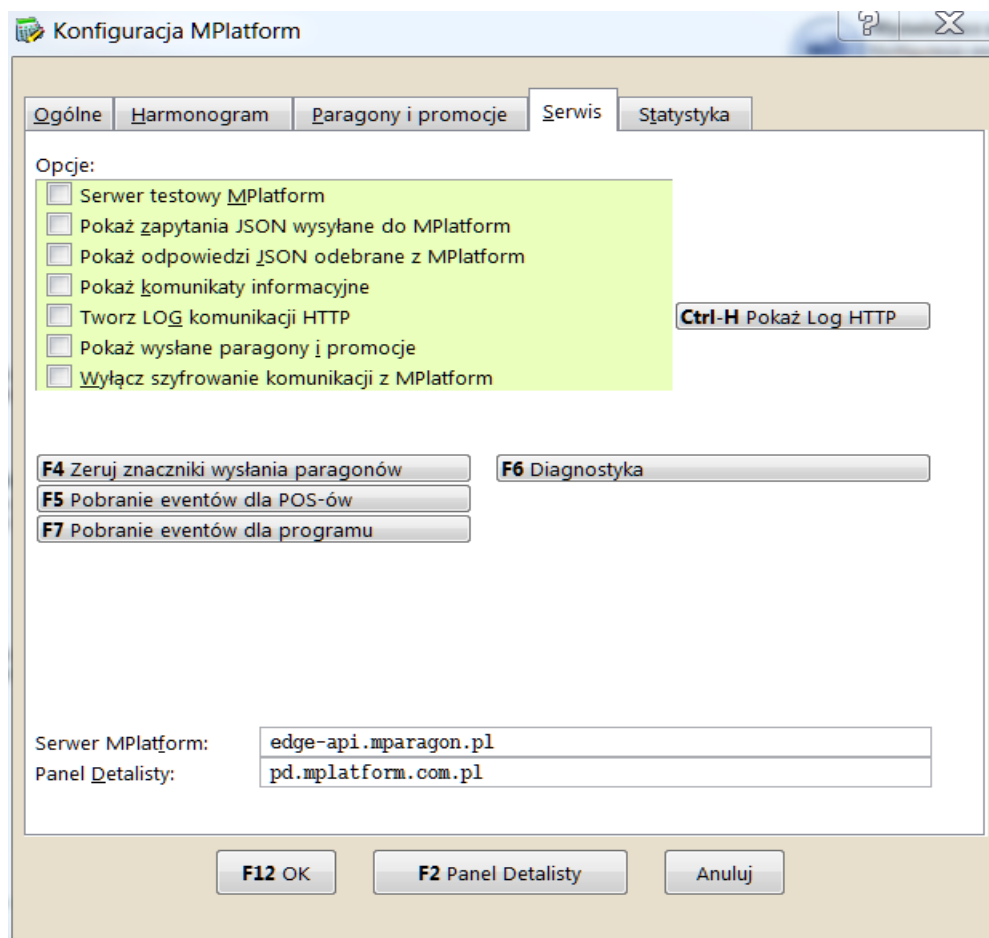 Konfiguracja MPlatform
Ogólne Harmonogram Paragony i promocje Serwis Statystyka
Opcje:
Serwer testowy MPlatform
Pokaż zapytania JSON wysyłane do MPlatform
Pokaż odpowiedzi JSON odebrane z MPlatform
Pokaż komunikaty informacyjne
Tworz LOG komunikacji HTTP
Ctrl-H Pokaż Log HTTP
Pokaż wysłane paragony i promocje
Wyłącz szyfrowanie komunikacji z MPlatform
F4 Zeruj znaczniki wysłania paragonów
F6 Diagnostyka
F5 Pobranie eventów dla POS-ów
F7 Pobranie eventów dla programu
Serwer MPlatform: edge-api.mparagon.pl
Panel Detalisty: pd.mplatform.com.pl
F12 OK
F2 Panel Detalisty
Anuluj